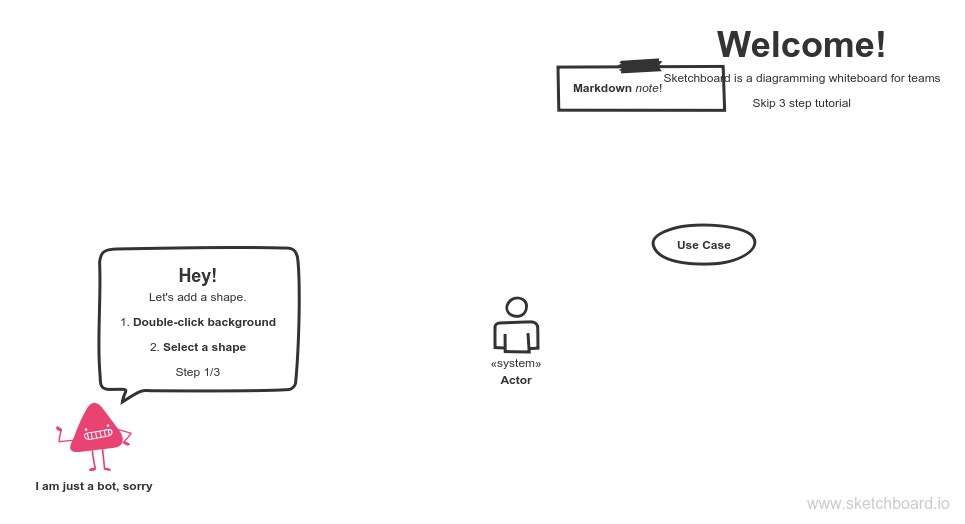 Welcome!
Sketchboard is a diagramming whiteboard for teams
Markdown note!
Skip 3 step tutorial
Use Case
Hey!
Let's add a shape.
1. Double-click background
2. Select a shape
Step 1/3
«system»
Actor
I am just a bot, sorry
www.sketchboard.io